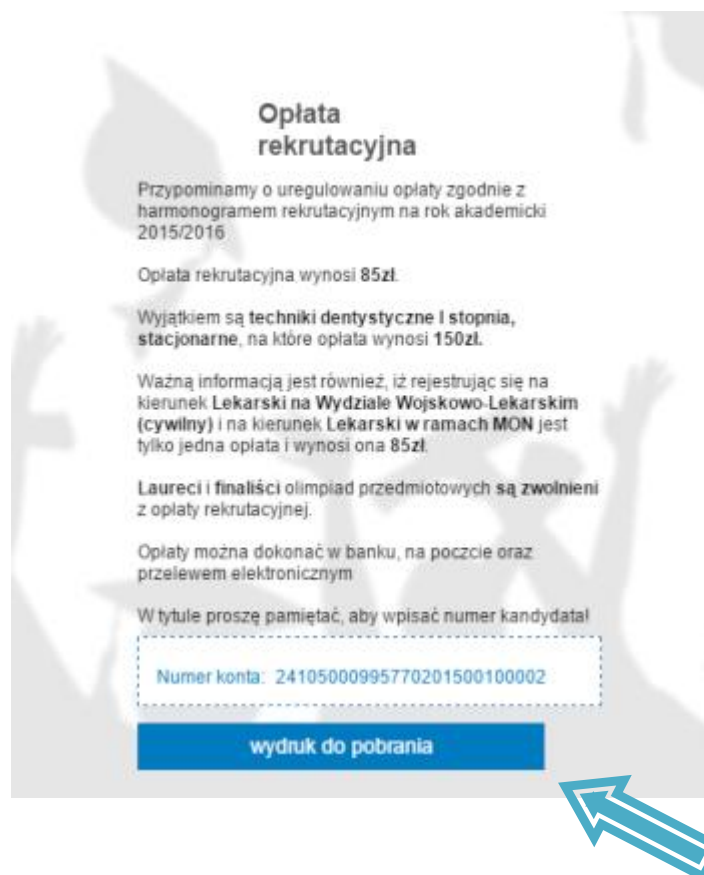 Opłata
rekrutacyjna
Przypominamy o uregulowaniu opłaty zgodnie z
harmonogramem rekrutacyjnym na rok akademicki
2015/2016
Opłata rekrutacyjna wynosi 85zł.
Wyjątkiem są techniki dentystyczne I stopnia,
stacjonarne, na które opłata wynosi 150zł.
Ważną informacją jest również, iż rejestrując się na
kierunek Lekarski na Wydziale Wojskowo-Lekarskim
(cywilny) i na kierunek Lekarski w ramach MON jest
tylko jedna opłata i wynosi ona 85zł.
Laureci i finaliści olimpiad przedmiotowych są zwolnieni
z opłaty rekrutacyjnej.
Opłaty można dokonać w banku, na poczcie oraz
przelewem elektronicznym
W tytule proszę pamiętać, aby wpisać numer kandydata!
Numer konta: 24105000995770201500100002
wydruk do pobrania